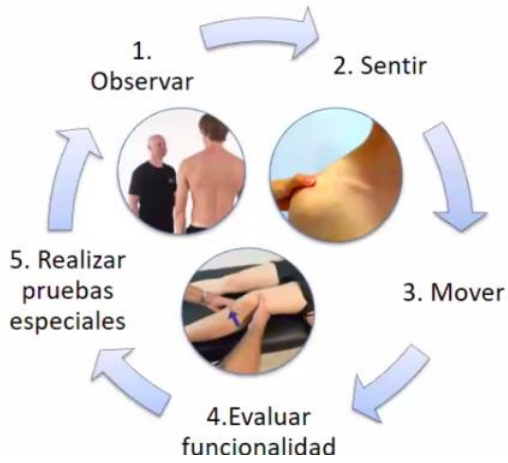 1.
Observar
2. Sentir
3. Mover
4.Evaluar
funcionalidad
5. Realizar
pruebas
especiales